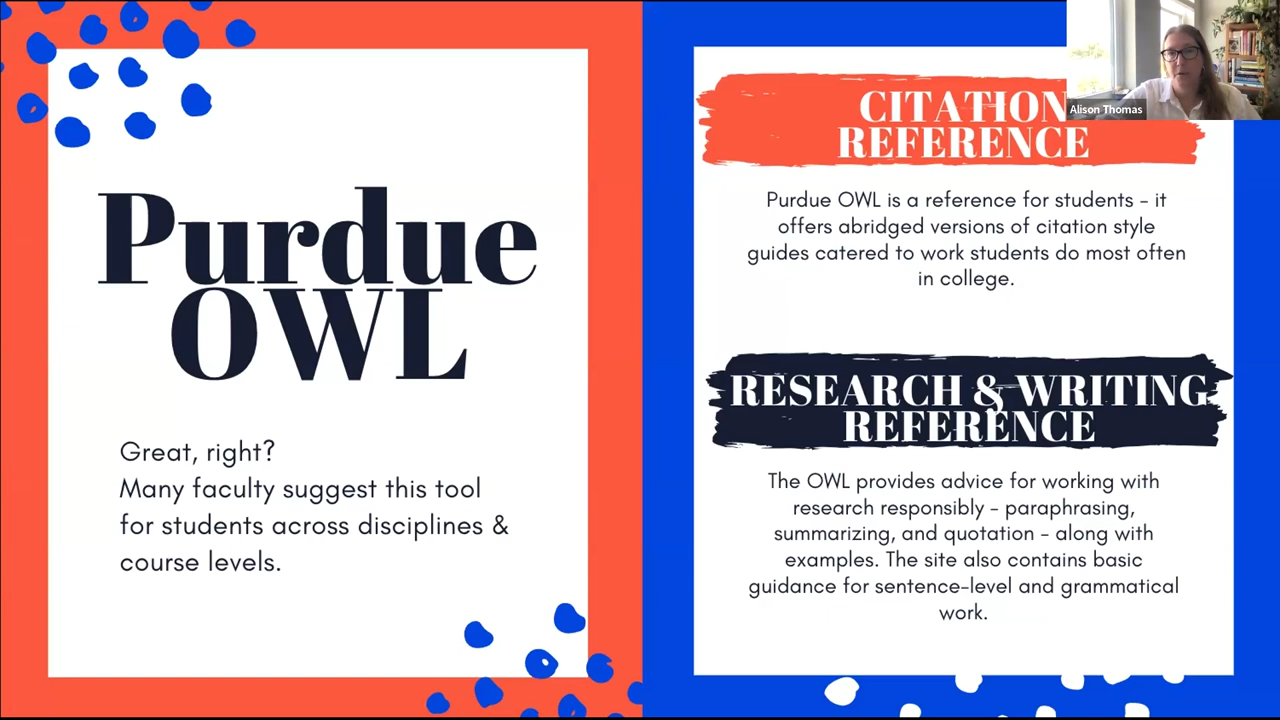 Purdue
OWL
Great, right?
Many faculty suggest this tool
for students across disciplines &
course levels.
CITATION
REFERENCE
Purdue OWL is a reference for students - it
offers abridged versions of citation style
guides catered to work students do most often
in college.
RESEARCH & WRITING
REFERENCE
The OWL provides advice for working with
research responsibly - paraphrasing,
summarizing, and quotation - along with
examples. The site also contains basic
guidance for sentence-level and grammatical
work.
Alison Thomas